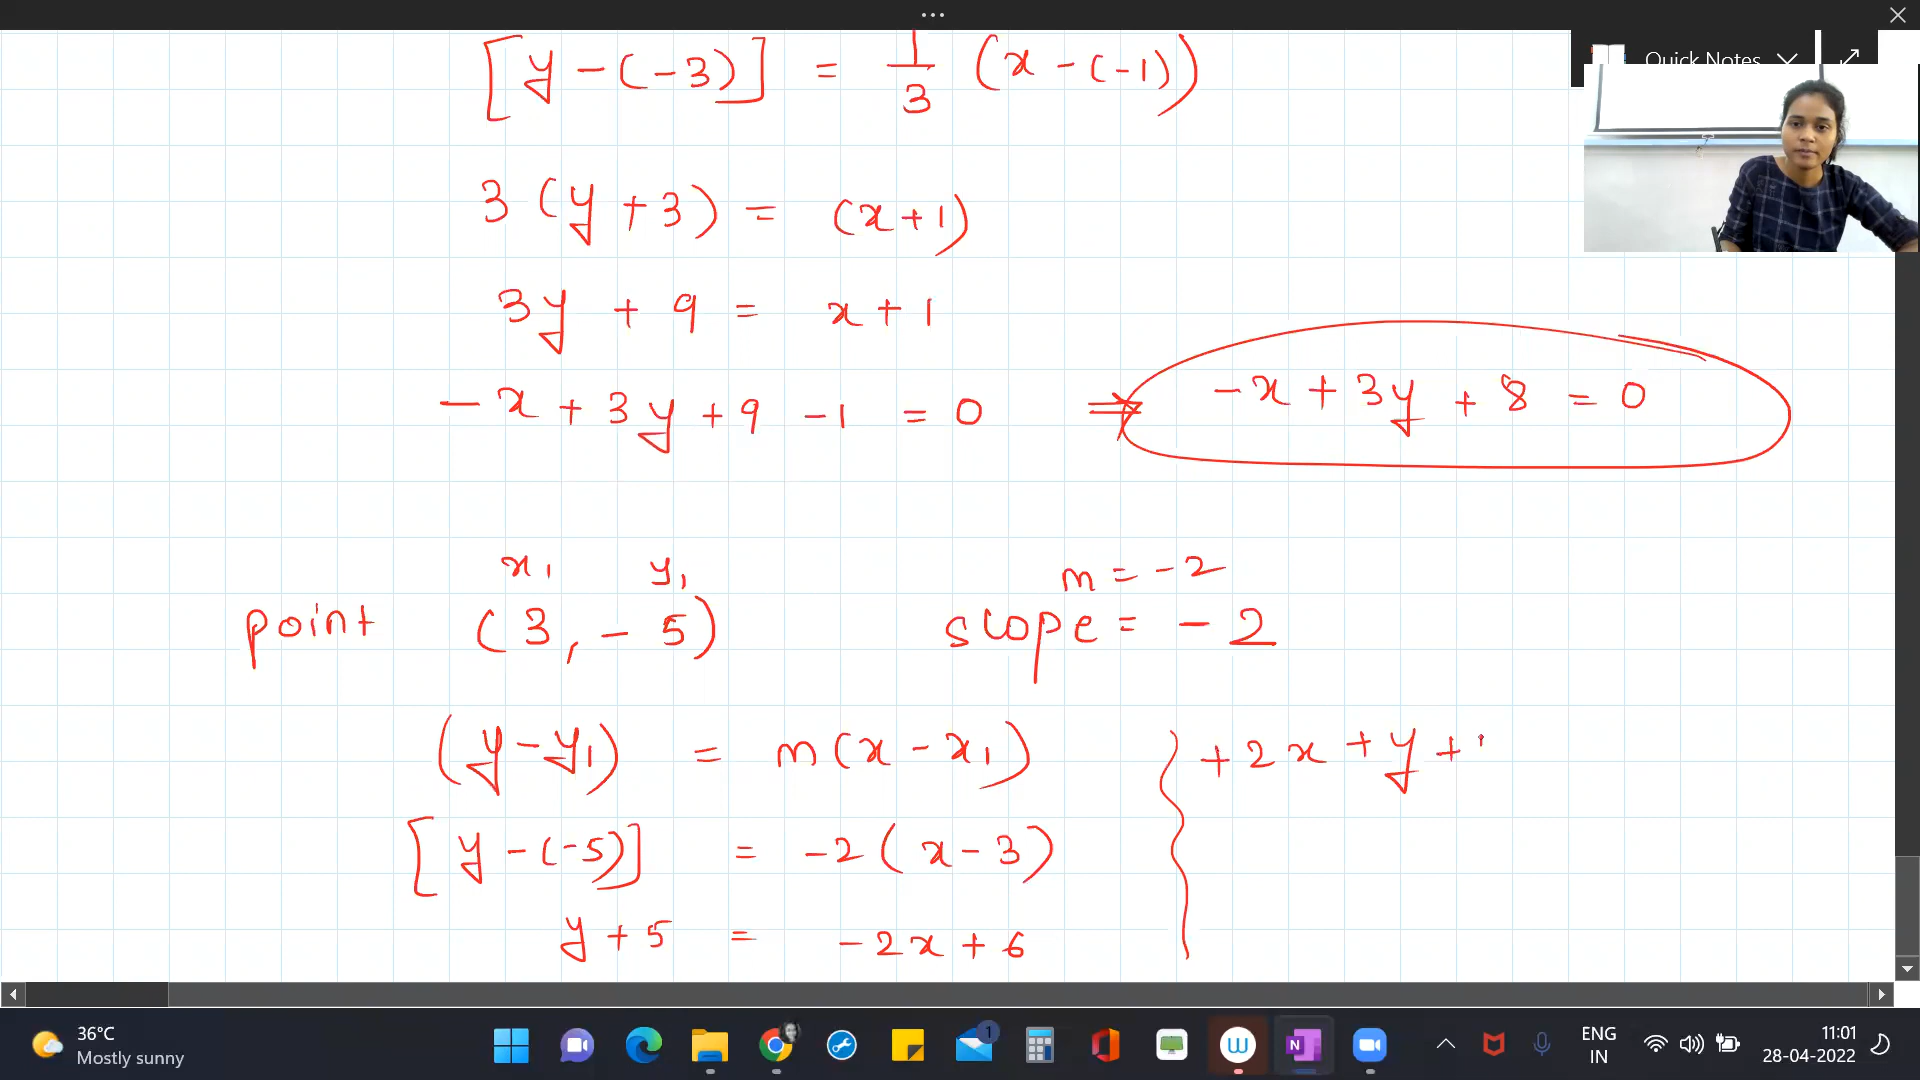 [y - (-3)] = 1/3 (x - (-1))
Quick Notes
3 (y + 3) = (x + 1)
3y + 9 = x + 1
- x + 3y + 9 - 1 = 0 ⇒ -x + 3y + 8 = 0
x₁ y₁ m = -2
point (3, - 5) slope = - 2
(y - y₁) = m(x - x₁) +2x + y +
[y - (-5)] = -2 (x - 3)
y + 5 = -2x + 6
36°C
Mostly sunny
1
ENG
IN
11:01
28-04-2022